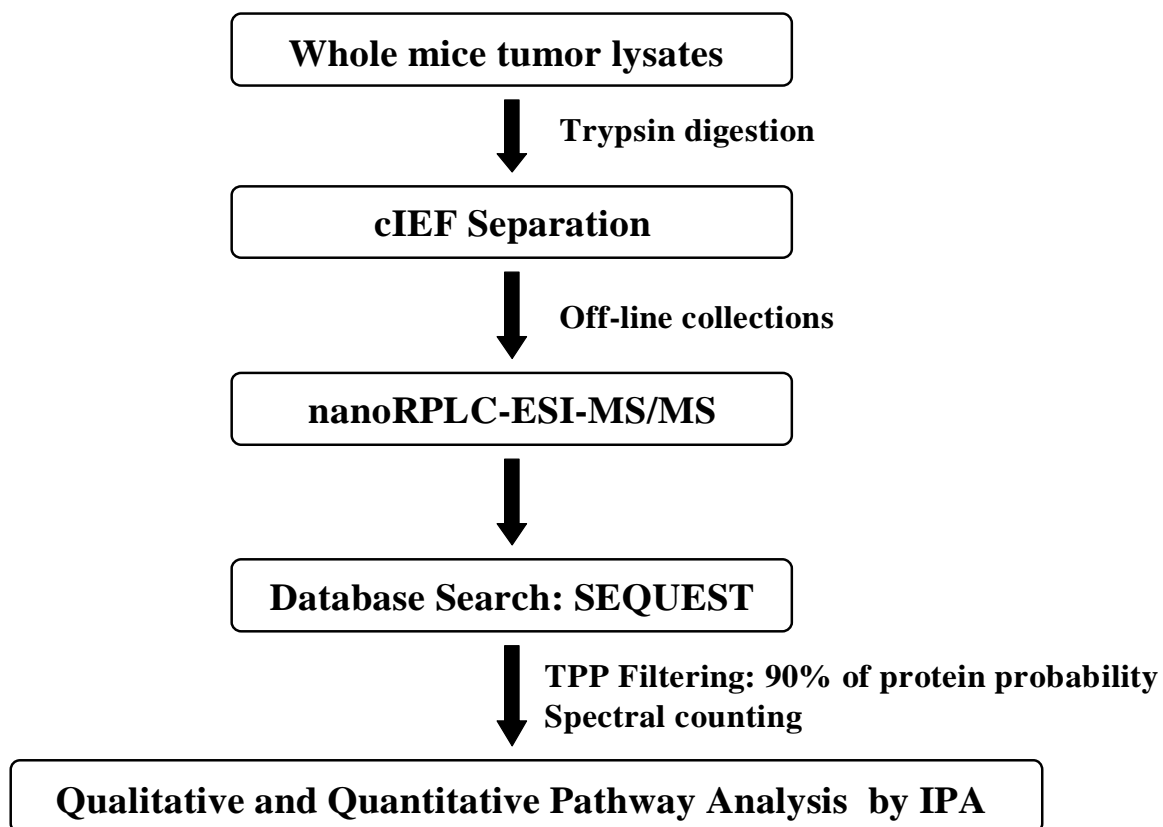 Whole mice tumor lysates
Trypsin digestion
cIEF Separation
Off-line collections
nanoRPLC-ESI-MS/MS
Database Search: SEQUEST
TPP Filtering: 90% of protein probability
Spectral counting
Qualitative and Quantitative Pathway Analysis by IPA